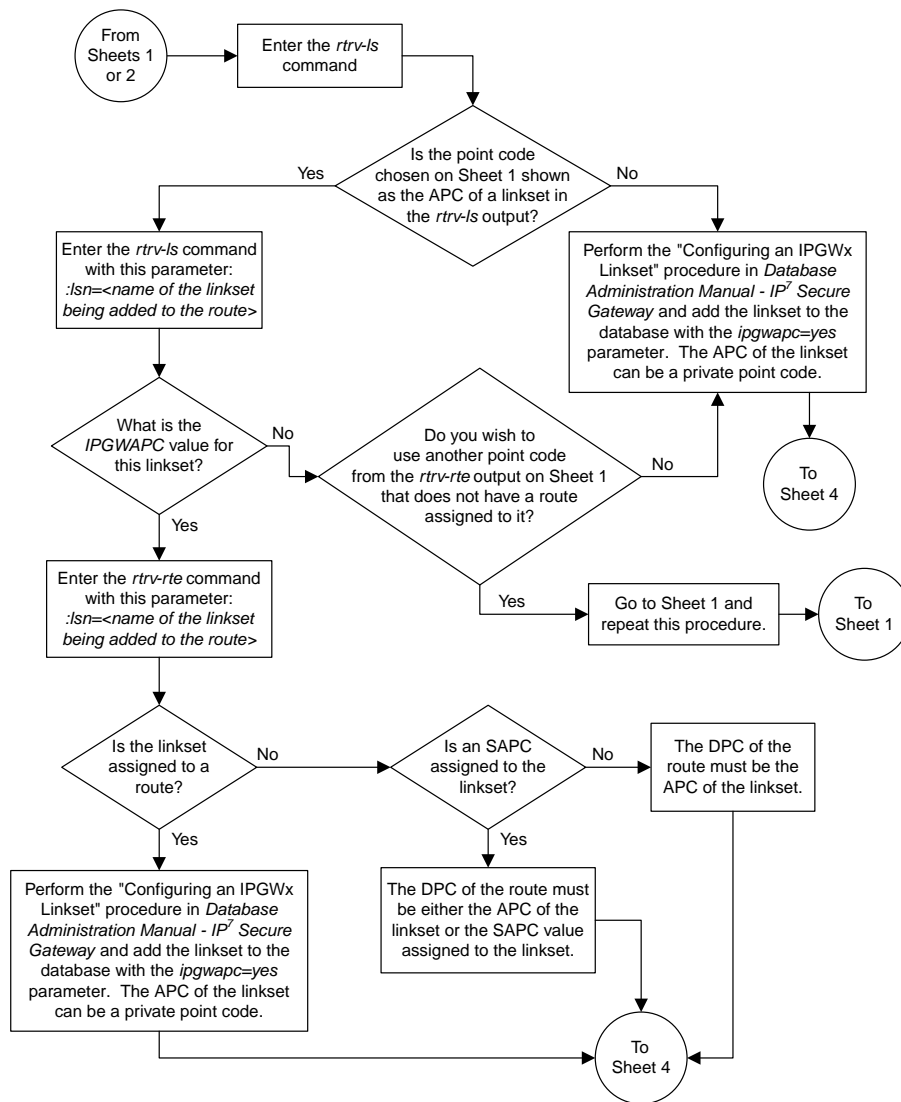 From
Sheets 1
or 2
Enter the rtrv-ls
command
Is the point code
chosen on Sheet 1 shown
as the APC of a linkset in
the rtrv-ls output?
Yes
No
Enter the rtrv-ls command
with this parameter:
:lsn=<name of the linkset
being added to the route>
Perform the "Configuring an IPGWx
Linkset" procedure in Database
Administration Manual - IP7 Secure
Gateway and add the linkset to the
database with the ipgwapc=yes
parameter. The APC of the linkset
can be a private point code.
What is the
IPGWAPC value for
this linkset?
No
Yes
Do you wish to
use another point code
from the rtrv-rte output on Sheet 1
that does not have a route
assigned to it?
No
Yes
To
Sheet 4
Enter the rtrv-rte command
with this parameter:
:lsn=<name of the linkset
being added to the route>
Go to Sheet 1 and
repeat this procedure.
To
Sheet 1
Is the linkset
assigned to a
route?
No
Yes
Is an SAPC
assigned to the
linkset?
No
Yes
The DPC of the
route must be the
APC of the linkset.
Perform the "Configuring an IPGWx
Linkset" procedure in Database
Administration Manual - IP7 Secure
Gateway and add the linkset to the
database with the ipgwapc=yes
parameter. The APC of the linkset
can be a private point code.
The DPC of the route must
be either the APC of the
linkset or the SAPC value
assigned to the linkset.
To
Sheet 4